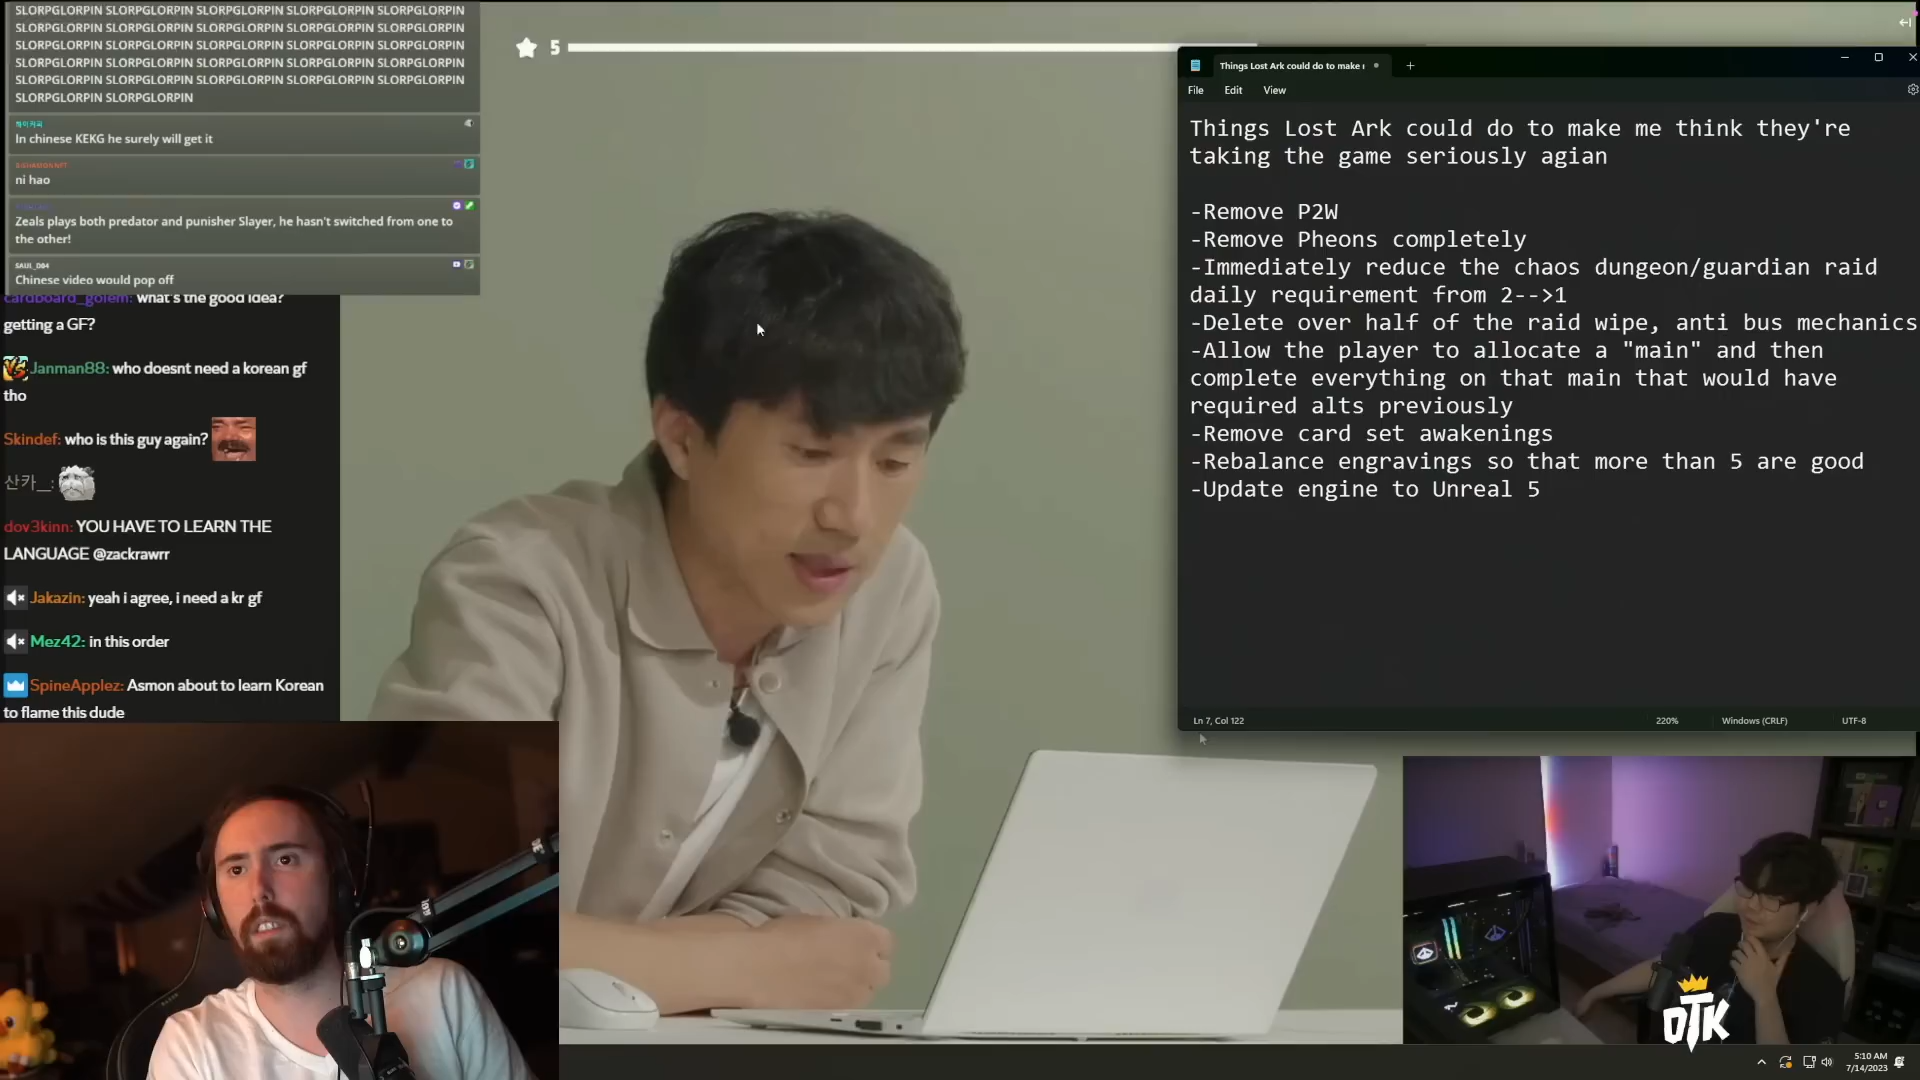 SLORPGLORPIN SLORPGLORPIN SLORPGLORPIN SLORPGLORPIN SLORPGLORPIN
SLORPGLORPIN SLORPGLORPIN SLORPGLORPIN SLORPGLORPIN SLORPGLORPIN
SLORPGLORPIN SLORPGLORPIN SLORPGLORPIN SLORPGLORPIN SLORPGLORPIN
SLORPGLORPIN SLORPGLORPIN SLORPGLORPIN SLORPGLORPIN SLORPGLORPIN
SLORPGLORPIN SLORPGLORPIN SLORPGLORPIN SLORPGLORPIN SLORPGLORPIN
SLORPGLORPIN SLORPGLORPIN
In chinese KEKG he surely will get it
ni hao
Zeals plays both predator and punisher Slayer, he hasn't switched from one to
the other!
SAUL_D04
Chinese video would pop off
cardboard_golem: what's the good idea?
getting a GF?
Janman88: who doesnt need a korean gf
tho
Skindef: who is this guy again?
산카__:
dov3kinn: YOU HAVE TO LEARN THE
LANGUAGE @zackrawrr
Jakazin: yeah i agree, i need a kr gf
Mez42: in this order
SpineApplez: Asmon about to learn Korean
to flame this dude
5
Things Lost Ark could do to make
File Edit View
Things Lost Ark could do to make me think they're
taking the game seriously agian
-Remove P2W
-Remove Pheons completely
-Immediately reduce the chaos dungeon/guardian raid
daily requirement from 2-->1
-Delete over half of the raid wipe, anti bus mechanics
-Allow the player to allocate a "main" and then
complete everything on that main that would have
required alts previously
-Remove card set awakenings
-Rebalance engravings so that more than 5 are good
-Update engine to Unreal 5
Ln 7, Col 122 220% Windows (CRLF) UTF-8
OTK
5:10 AM
7/14/2023